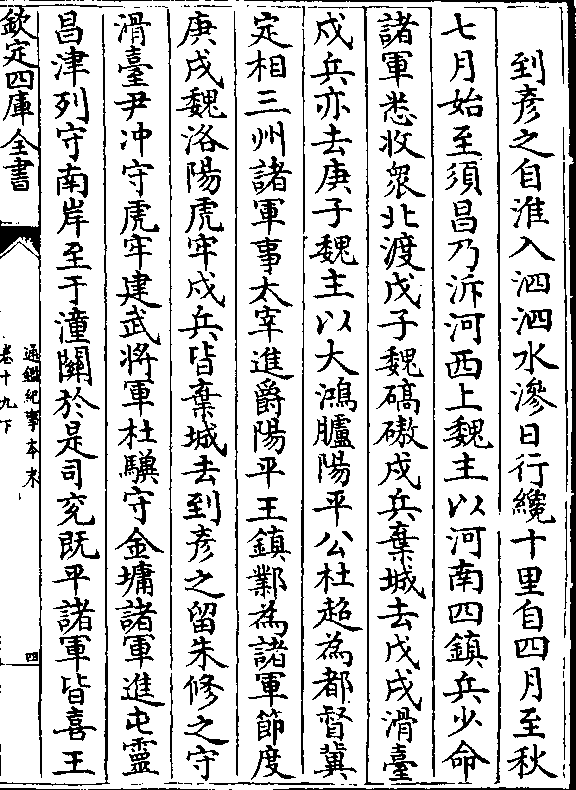 到彥之自淮入泗泗水滲日行纔十里自四月至秋
七月始至須昌乃泝河西上魏主以河南四鎮兵少命
諸軍悉收衆北渡戊子魏碻磝戍兵棄城去戊戌滑臺
戍兵亦去庚子魏主以大鴻臚陽平公杜超為都督冀
定相三州諸軍事太宰進爵陽平王鎮鄴為諸軍節度
庚戌魏洛陽虎牢戍兵皆棄城去到彥之留朱修之守
滑臺尹冲守虎牢建武將軍杜驥守金墉諸軍進屯靈
昌津列守南岸至于潼關於是司兗既平諸軍皆喜王
欽定四庫全書
通鑑紀事本末
卷十九下
四